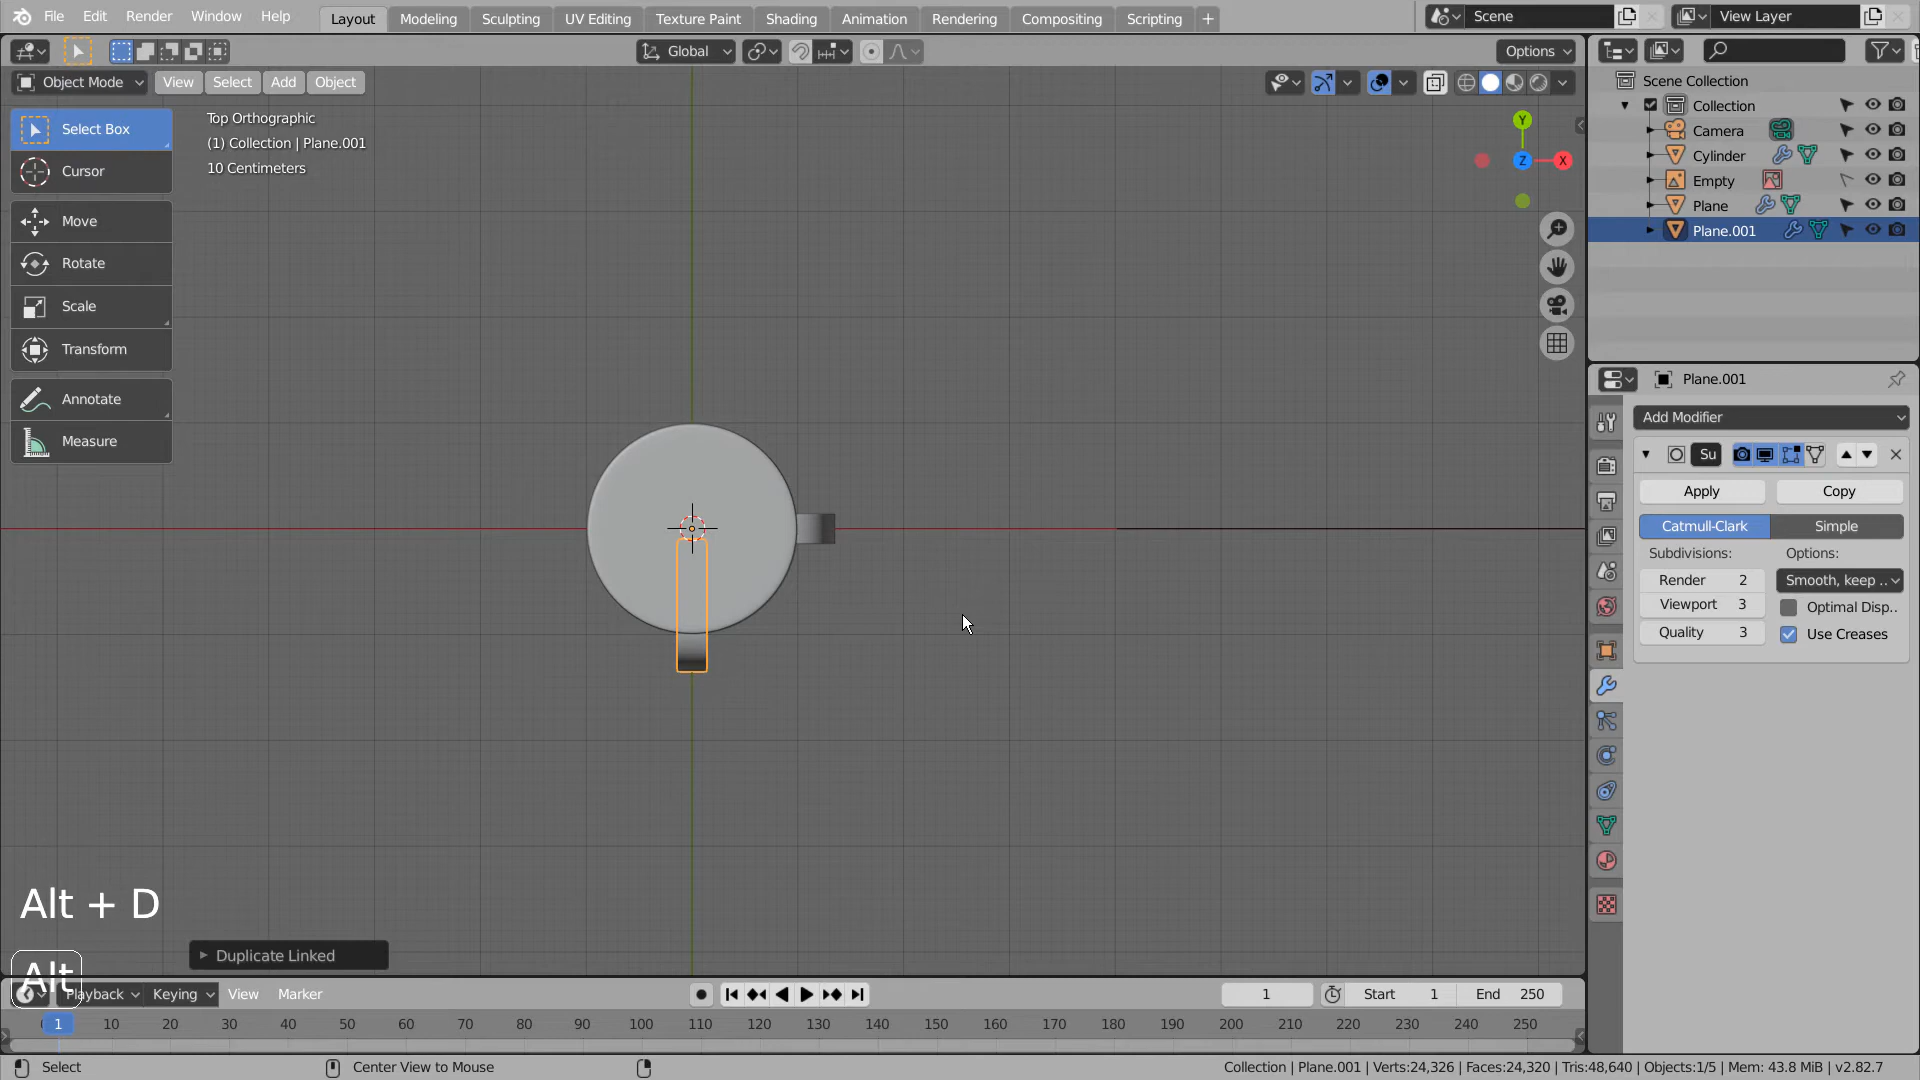 File Edit Render Window Help Layout Modeling Sculpting UV Editing Texture Paint Shading Animation Rendering Compositing Scripting + Scene View Layer
Global Options
Object Mode View Select Add Object
Scene Collection
Collection
Camera
Cylinder
Empty
Plane
Plane.001
Select Box
Cursor
Move
Rotate
Scale
Transform
Annotate
Measure
Top Orthographic
(1) Collection | Plane.001
10 Centimeters
Y
Z
X
Plane.001
Add Modifier
Su
Apply Copy
Catmull-Clark Simple
Subdivisions: Options:
Render 2 Smooth, keep ..
Viewport 3 Optimal Disp..
Quality 3 Use Creases
Alt + D
Duplicate Linked
Alt
Playback Keying View Marker 1 Start 1 End 250
1 10 20 30 40 50 60 70 80 90 100 110 120 130 140 150 160 170 180 190 200 210 220 230 240 250
Select Center View to Mouse Collection | Plane.001 | Verts:24,326 | Faces:24,320 | Tris:48,640 | Objects:1/5 | Mem: 43.8 MiB | v2.82.7